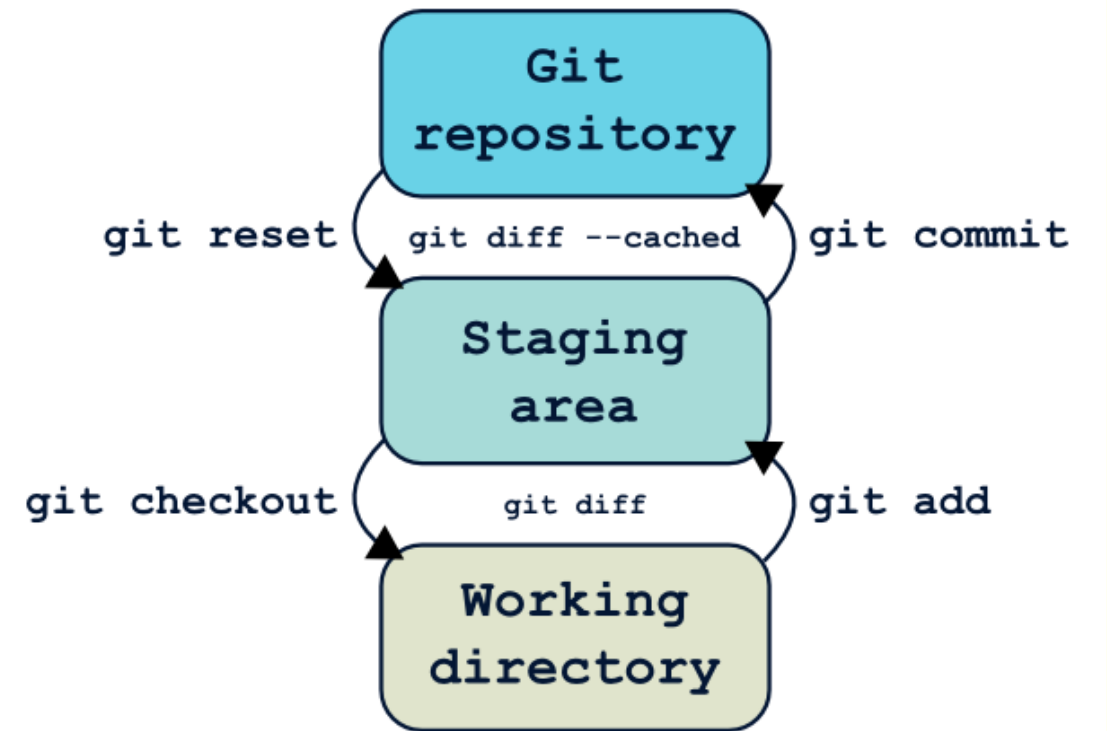 Git
repository
git reset
git diff --cached
git commit
Staging
area
git checkout
git diff
git add
Working
directory